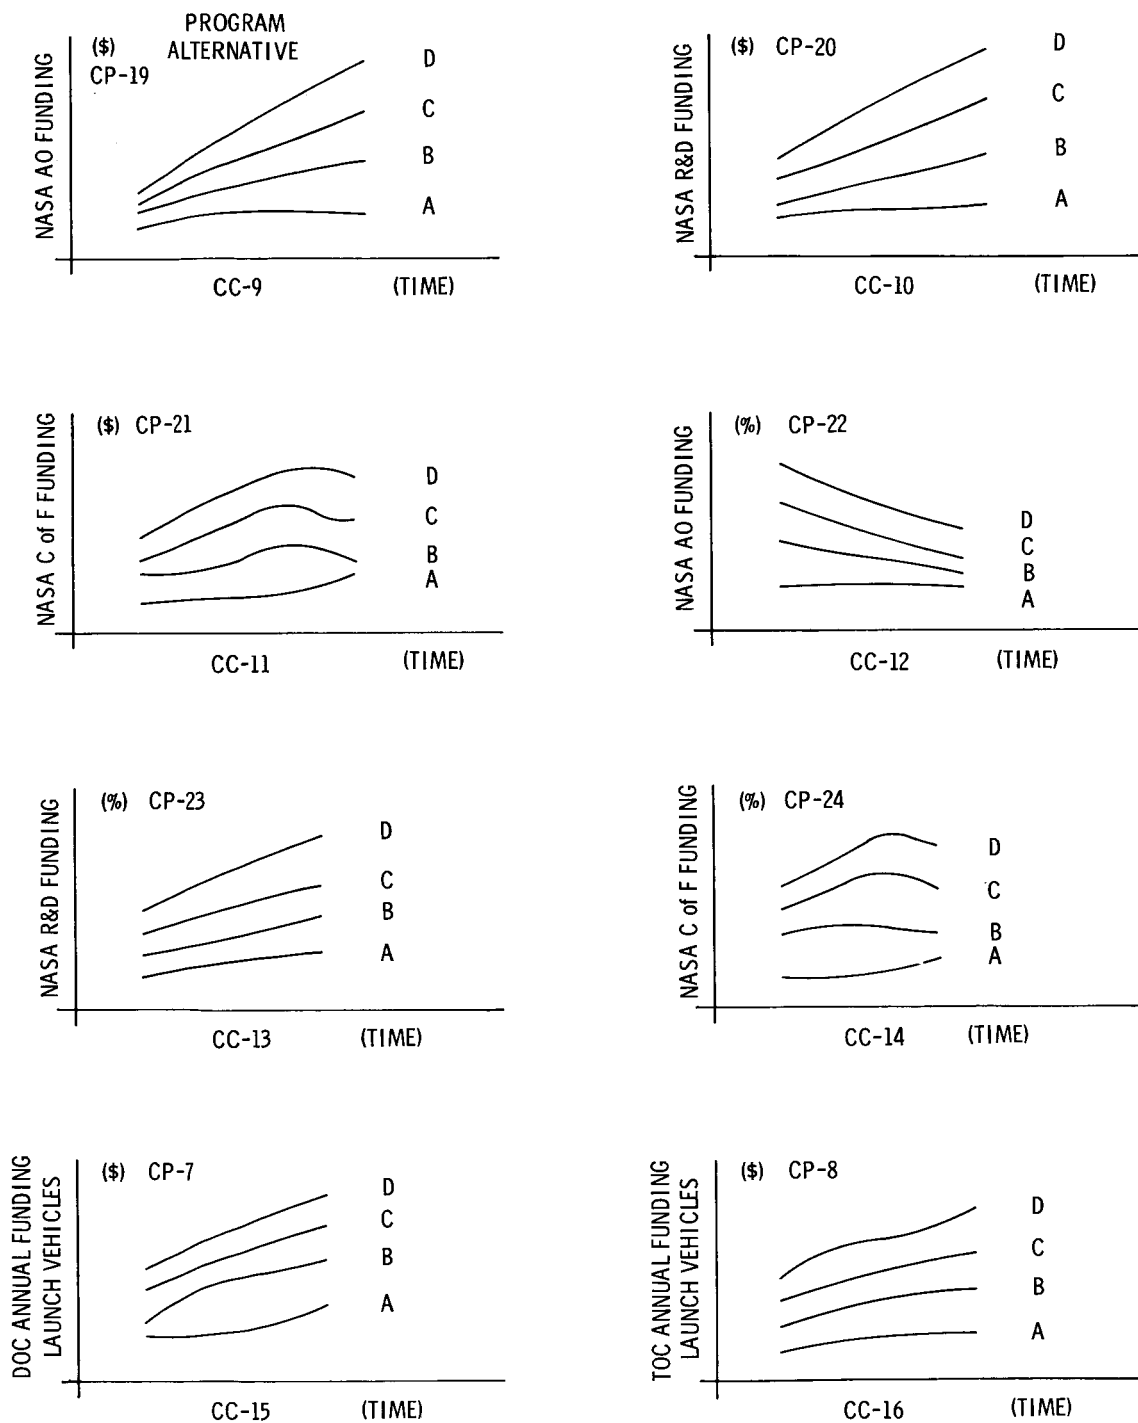 PROGRAM
ALTERNATIVE
($)
CP-19
NASA AO FUNDING
D
C
B
A
CC-9
(TIME)
($) CP-20
NASA R&D FUNDING
D
C
B
A
CC-10
(TIME)
($) CP-21
NASA C of F FUNDING
D
C
B
A
CC-11
(TIME)
(%) CP-22
NASA AO FUNDING
D
C
B
A
CC-12
(TIME)
(%) CP-23
NASA R&D FUNDING
D
C
B
A
CC-13
(TIME)
(%) CP-24
NASA C of F FUNDING
D
C
B
A
CC-14
(TIME)
($) CP-7
DOC ANNUAL FUNDING
LAUNCH VEHICLES
D
C
B
A
CC-15
(TIME)
($) CP-8
TOC ANNUAL FUNDING
LAUNCH VEHICLES
D
C
B
A
CC-16
(TIME)